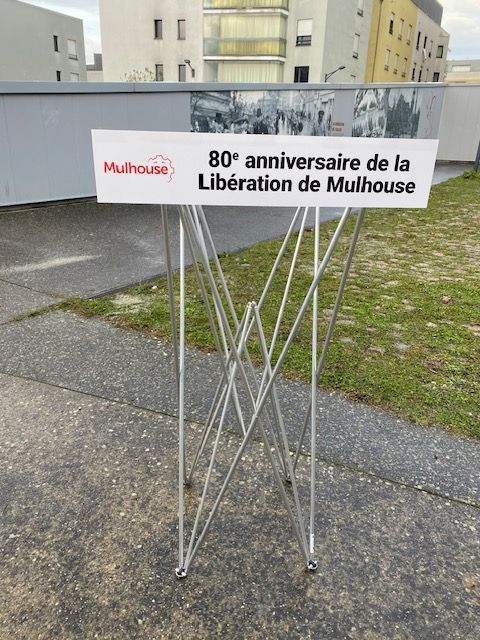 Mulhouse
80e anniversaire de la
Libération de Mulhouse